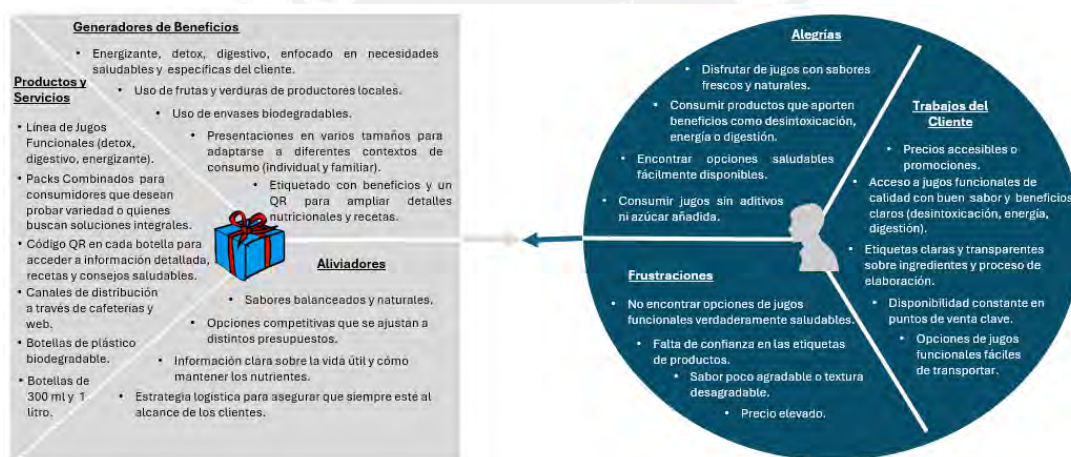 Generadores de Beneficios
• Energizante, detox, digestivo, enfocado en necesidades
saludables y específicas del cliente.
• Uso de frutas y verduras de productores locales.
• Uso de envases biodegradables.
• Presentaciones en varios tamaños para
adaptarse a diferentes contextos de
consumo (individual y familiar).
• Etiquetado con beneficios y un
QR para ampliar detalles
nutricionales y recetas.
Productos y
Servicios
• Línea de Jugos
Funcionales (detox,
digestivo, energizante).
• Packs Combinados para
consumidores que desean
probar variedad o quienes
buscan soluciones integrales.
• Código QR en cada botella para
acceder a información detallada,
recetas y consejos saludables.
• Canales de distribución
a través de cafeterías y
web.
• Botellas de plástico
biodegradable.
• Botellas de
300 ml y 1
litro.
Aliviadores
• Sabores balanceados y naturales.
• Opciones competitivas que se ajustan a
distintos presupuestos.
• Información clara sobre la vida útil y cómo
mantener los nutrientes.
• Estrategia logística para asegurar que siempre esté al
alcance de los clientes.
Alegrías
• Disfrutar de jugos con sabores
frescos y naturales.
• Consumir productos que aporten
beneficios como desintoxicación,
energía o digestión.
• Encontrar opciones saludables
fácilmente disponibles.
• Consumir jugos sin aditivos
ni azúcar añadida.
Trabajos del
Cliente
• Precios accesibles o
promociones.
• Acceso a jugos funcionales de
calidad con buen sabor y beneficios
claros (desintoxicación, energía,
digestión).
• Etiquetas claras y transparentes
sobre ingredientes y proceso de
elaboración.
• Disponibilidad constante en
puntos de venta clave.
• Opciones de jugos
funcionales fáciles
de transportar.
Frustraciones
• No encontrar opciones de jugos
funcionales verdaderamente saludables.
• Falta de confianza en las etiquetas
de productos.
• Sabor poco agradable o textura
desagradable.
• Precio elevado.